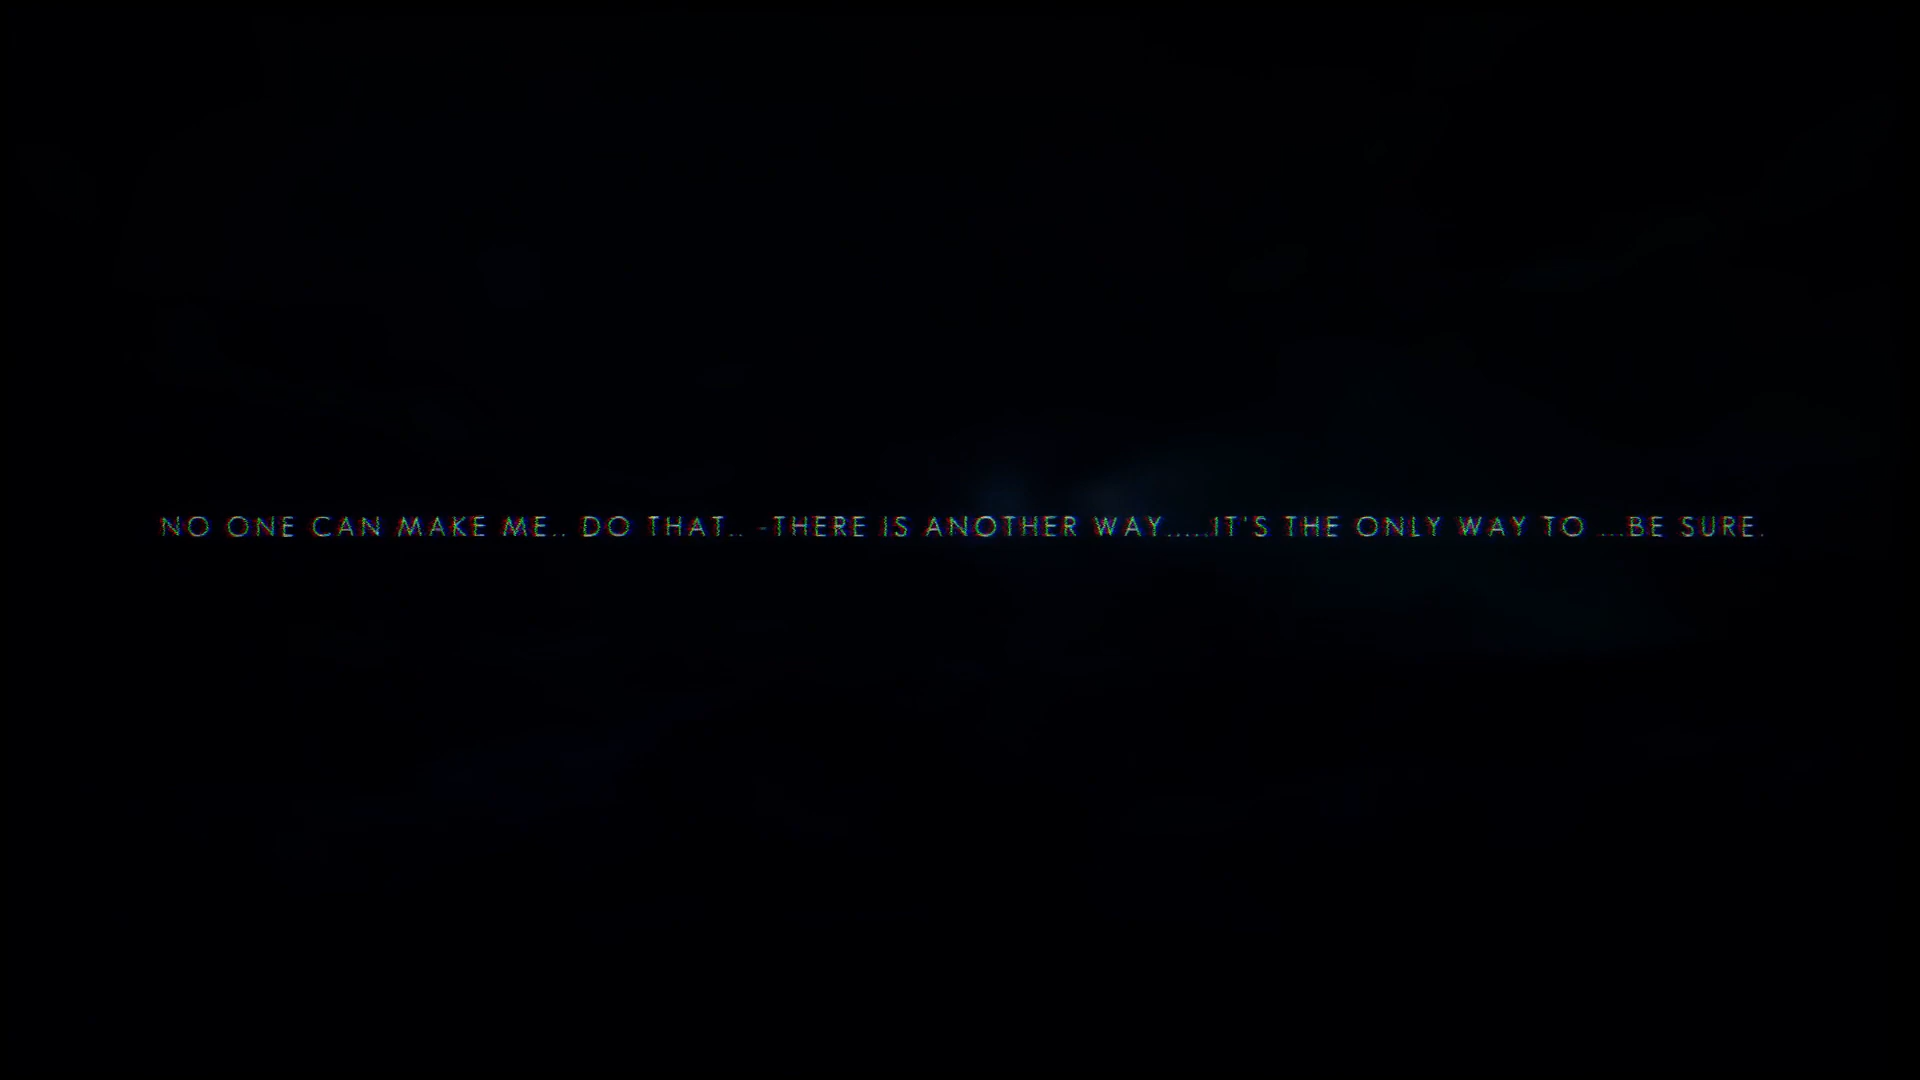 NO ONE CAN MAKE ME.. DO THAT.. -THERE IS ANOTHER WAY.....IT'S THE ONLY WAY TO ...BE SURE.